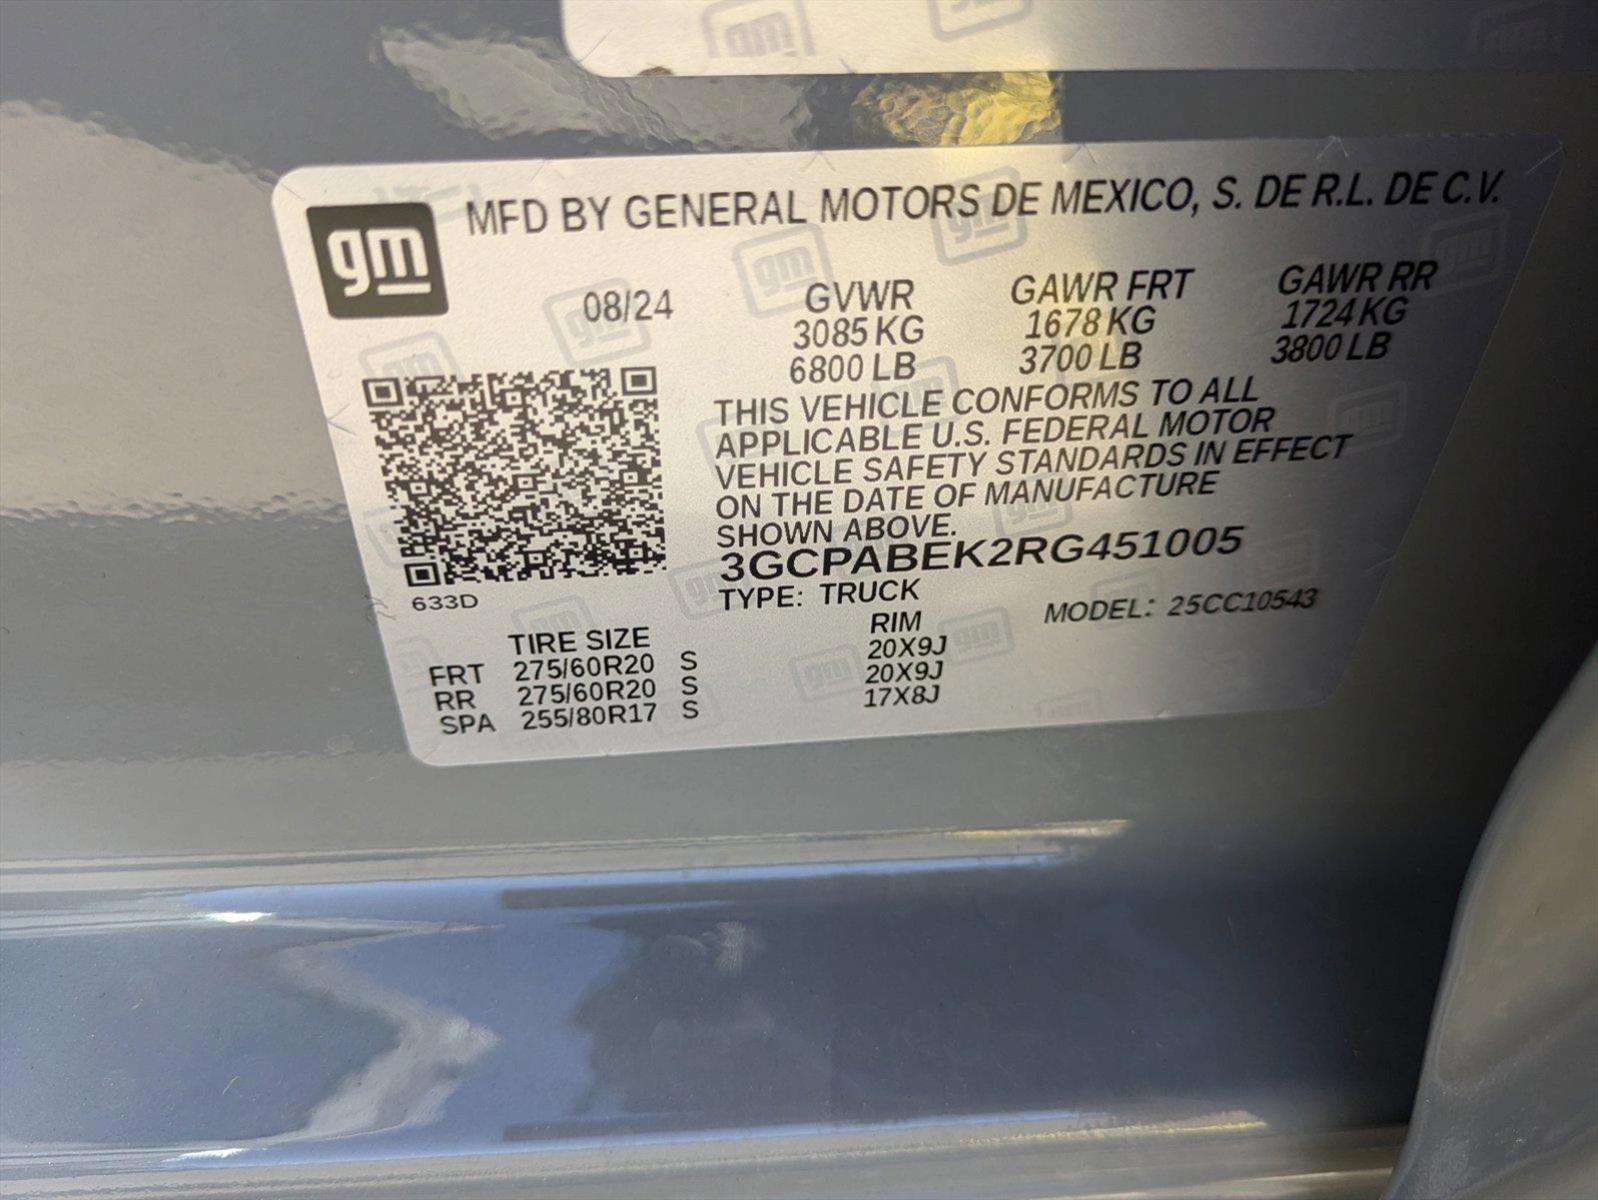 gm
MFD BY GENERAL MOTORS DE MEXICO, S. DE R.L. DE C.V.
08/24 GVWR GAWR FRT GAWR RR
3085 KG 1678 KG 1724 KG
6800 LB 3700 LB 3800 LB
THIS VEHICLE CONFORMS TO ALL
APPLICABLE U.S. FEDERAL MOTOR
VEHICLE SAFETY STANDARDS IN EFFECT
ON THE DATE OF MANUFACTURE
SHOWN ABOVE.
3GCPABEK2RG451005
633D
TYPE: TRUCK MODEL: 25CC10543
TIRE SIZE RIM
FRT 275/60R20 S 20X9J
RR 275/60R20 S 20X9J
SPA 255/80R17 S 17X8J